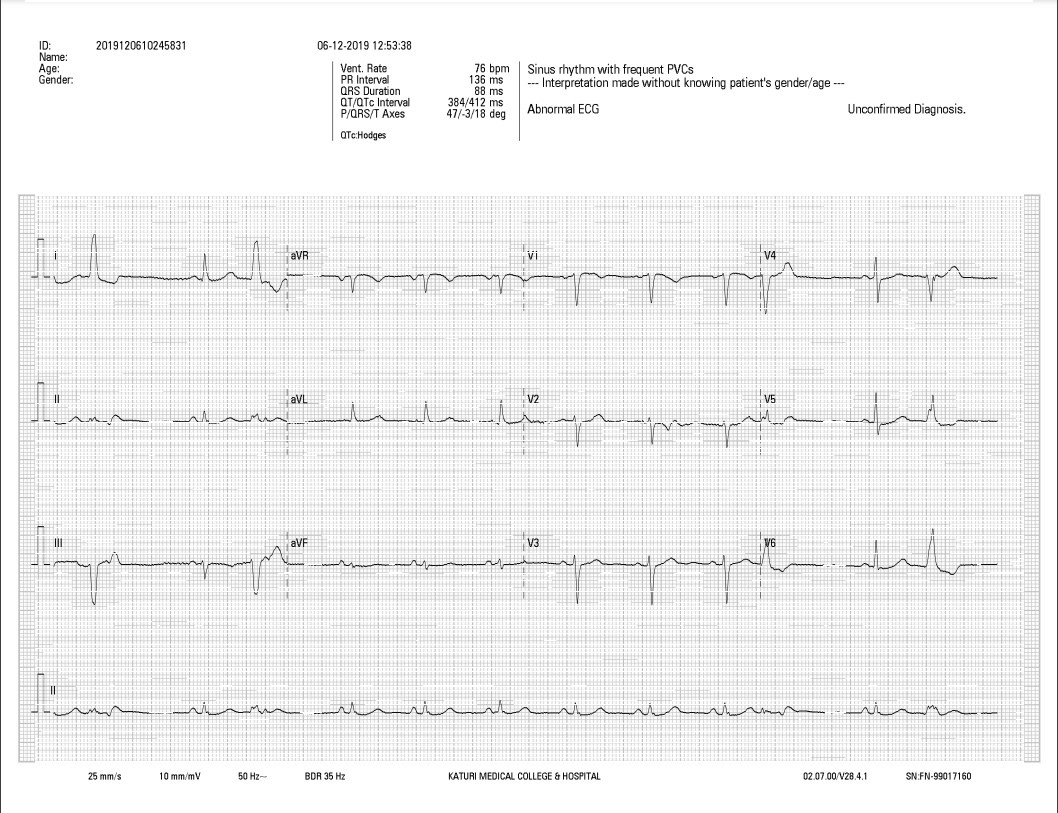 ID: 2019120610245831 06-12-2019 12:53:38
Name:
Age:
Gender:
Vent. Rate 76 bpm
PR Interval 136 ms
QRS Duration 88 ms
QT/QTc Interval 384/412 ms
P/QRS/T Axes 47/-3/18 deg
QTc:Hodges
Sinus rhythm with frequent PVCs
--- Interpretation made without knowing patient's gender/age ---
Abnormal ECG Unconfirmed Diagnosis.
I aVR V1 V4
II aVL V2 V5
III aVF V3 V6
II
25 mm/s 10 mm/mV 50 Hz~ BDR 35 Hz KATURI MEDICAL COLLEGE & HOSPITAL 02.07.00/V28.4.1 SN:FN-99017160